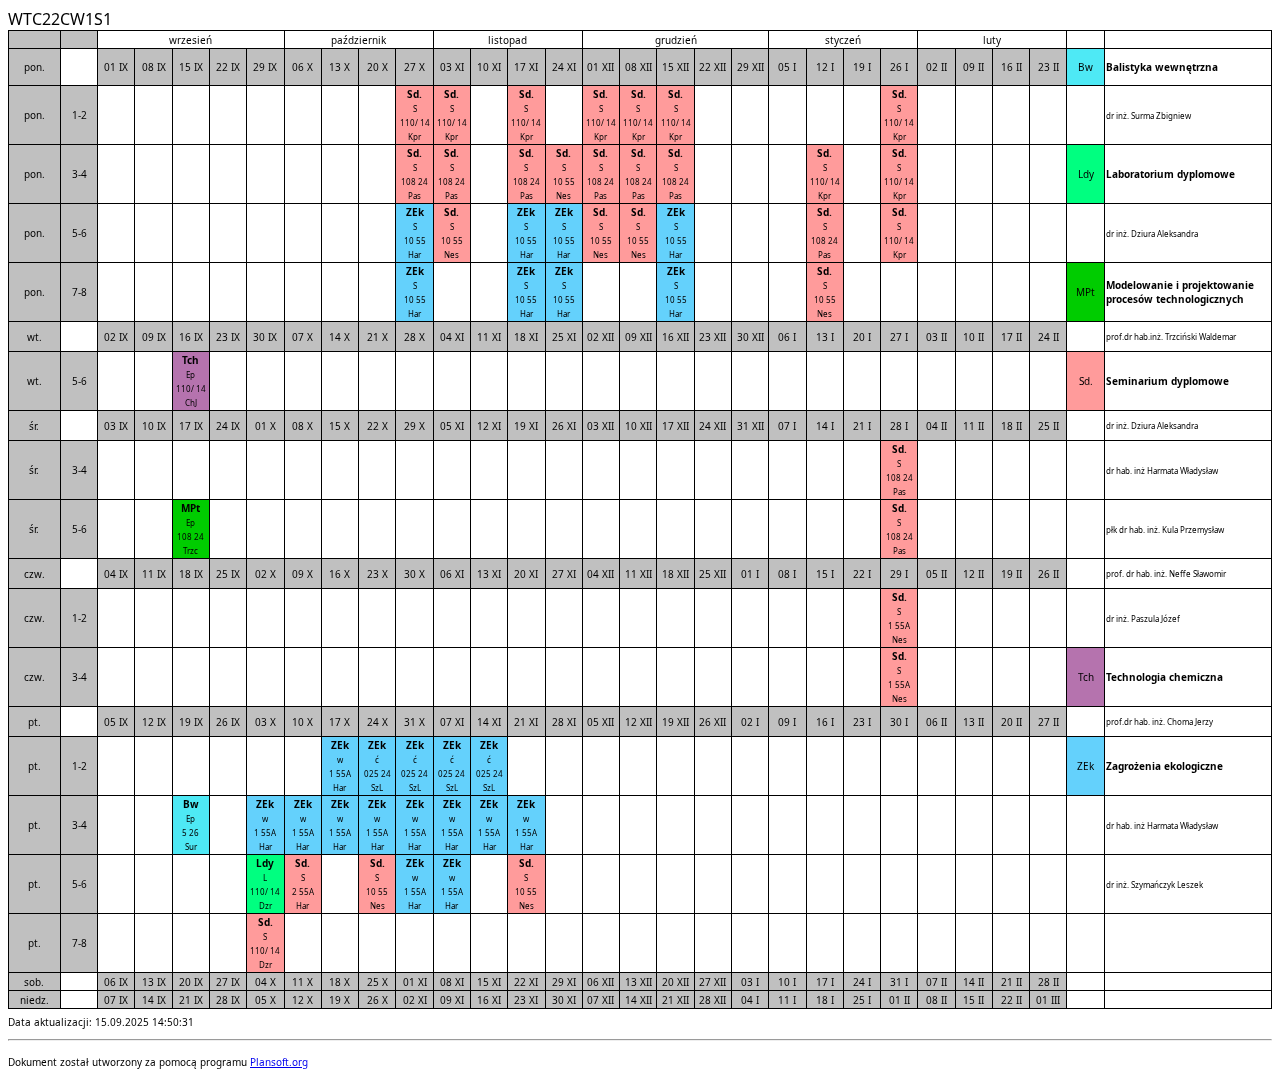 WTC22CW1S1
wrzesień październik listopad grudzień styczeń luty
pon. 01 IX 08 IX 15 IX 22 IX 29 IX 06 X 13 X 20 X 27 X 03 XI 10 XI 17 XI 24 XI 01 XII 08 XII 15 XII 22 XII 29 XII 05 I 12 I 19 I 26 I 02 II 09 II 16 II 23 II Bw Balistyka wewnętrzna
Sd. Sd. Sd. Sd. Sd. Sd. Sd.
S S S S S S S
pon. 1-2 dr inż. Surma Zbigniew
110/ 14 110/ 14 110/ 14 110/ 14 110/ 14 110/ 14 110/ 14
Kpr Kpr Kpr Kpr Kpr Kpr Kpr
Sd. Sd. Sd. Sd. Sd. Sd. Sd. Sd. Sd.
S S S S S S S S S
pon. 3-4 Ldy Laboratorium dyplomowe
108 24 108 24 108 24 10 55 108 24 108 24 108 24 110/ 14 110/ 14
Pas Pas Pas Nes Pas Pas Pas Kpr Kpr
ZEk Sd. ZEk ZEk Sd. Sd. ZEk Sd. Sd.
S S S S S S S S S
pon. 5-6 dr inż. Dziura Aleksandra
10 55 10 55 10 55 10 55 10 55 10 55 10 55 108 24 110/ 14
Har Nes Har Har Nes Nes Har Pas Kpr
ZEk ZEk ZEk ZEk Sd.
S S S S S
pon. 7-8 MPt Modelowanie i projektowanie
procesów technologicznych
10 55 10 55 10 55 10 55 10 55
Har Har Har Har Nes
wt. 02 IX 09 IX 16 IX 23 IX 30 IX 07 X 14 X 21 X 28 X 04 XI 11 XI 18 XI 25 XI 02 XII 09 XII 16 XII 23 XII 30 XII 06 I 13 I 20 I 27 I 03 II 10 II 17 II 24 II prof.dr hab.inż. Trzciński Waldemar
Tch
Ep
wt. 5-6 Sd. Seminarium dyplomowe
110/ 14
ChJ
śr. 03 IX 10 IX 17 IX 24 IX 01 X 08 X 15 X 22 X 29 X 05 XI 12 XI 19 XI 26 XI 03 XII 10 XII 17 XII 24 XII 31 XII 07 I 14 I 21 I 28 I 04 II 11 II 18 II 25 II dr inż. Dziura Aleksandra
Sd.
S
śr. 3-4 dr hab. inż Harmata Władysław
108 24
Pas
MPt Sd.
Ep S
śr. 5-6 płk dr hab. inż. Kula Przemysław
108 24 108 24
Trzc Pas
czw. 04 IX 11 IX 18 IX 25 IX 02 X 09 X 16 X 23 X 30 X 06 XI 13 XI 20 XI 27 XI 04 XII 11 XII 18 XII 25 XII 01 I 08 I 15 I 22 I 29 I 05 II 12 II 19 II 26 II prof. dr hab. inż. Neffe Sławomir
Sd.
S
czw. 1-2 dr inż. Paszula Józef
1 55A
Nes
Sd.
S
czw. 3-4 Tch Technologia chemiczna
1 55A
Nes
pt. 05 IX 12 IX 19 IX 26 IX 03 X 10 X 17 X 24 X 31 X 07 XI 14 XI 21 XI 28 XI 05 XII 12 XII 19 XII 26 XII 02 I 09 I 16 I 23 I 30 I 06 II 13 II 20 II 27 II prof.dr hab. inż. Choma Jerzy
ZEk ZEk ZEk ZEk ZEk
w ć ć ć ć
pt. 1-2 ZEk Zagrożenia ekologiczne
1 55A 025 24 025 24 025 24 025 24
Har SzL SzL SzL SzL
Bw ZEk ZEk ZEk ZEk ZEk ZEk ZEk ZEk
Ep w w w w w w w w
pt. 3-4 dr hab. inż Harmata Władysław
5 26 1 55A 1 55A 1 55A 1 55A 1 55A 1 55A 1 55A 1 55A
Sur Har Har Har Har Har Har Har Har
Ldy Sd. Sd. ZEk ZEk Sd.
L S S w w S
pt. 5-6 dr inż. Szymańczyk Leszek
110/ 14 2 55A 10 55 1 55A 1 55A 10 55
Dzr Har Nes Har Har Nes
Sd.
S
pt. 7-8
110/ 14
Dzr
sob. 06 IX 13 IX 20 IX 27 IX 04 X 11 X 18 X 25 X 01 XI 08 XI 15 XI 22 XI 29 XI 06 XII 13 XII 20 XII 27 XII 03 I 10 I 17 I 24 I 31 I 07 II 14 II 21 II 28 II
niedz. 07 IX 14 IX 21 IX 28 IX 05 X 12 X 19 X 26 X 02 XI 09 XI 16 XI 23 XI 30 XI 07 XII 14 XII 21 XII 28 XII 04 I 11 I 18 I 25 I 01 II 08 II 15 II 22 II 01 III
Data aktualizacji: 15.09.2025 14:50:31
Dokument został utworzony za pomocą programu Plansoft.org